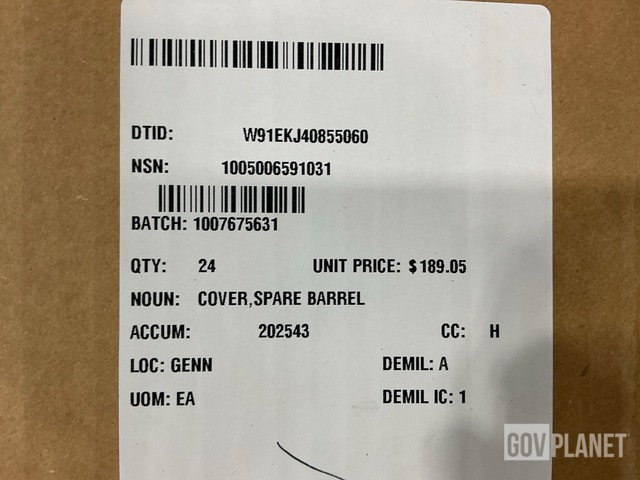 DTID: W91EKJ40855060
NSN: 1005006591031
BATCH: 1007675631
QTY: 24 UNIT PRICE: $189.05
NOUN: COVER,SPARE BARREL
ACCUM: 202543 CC: H
LOC: GENN DEMIL: A
UOM: EA DEMIL IC: 1
GOVPLANET